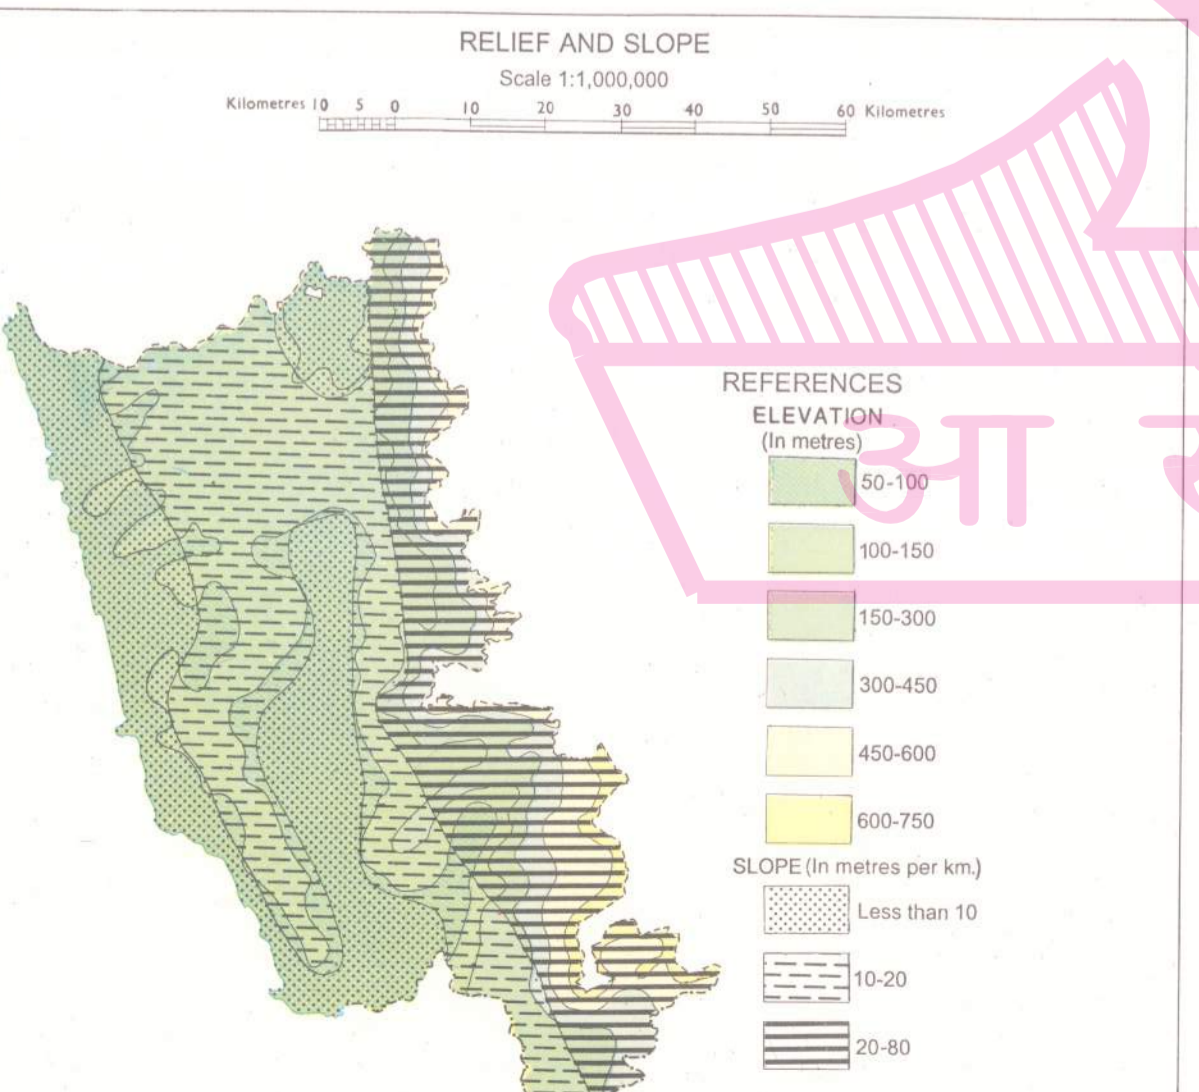 RELIEF AND SLOPE
Scale 1:1,000,000
Kilometres 10 5 0 10 20 30 40 50 60 Kilometres
REFERENCES
ELEVATION
(In metres)
50-100
100-150
150-300
300-450
450-600
600-750
SLOPE (In metres per km.)
Less than 10
10-20
20-80
आ